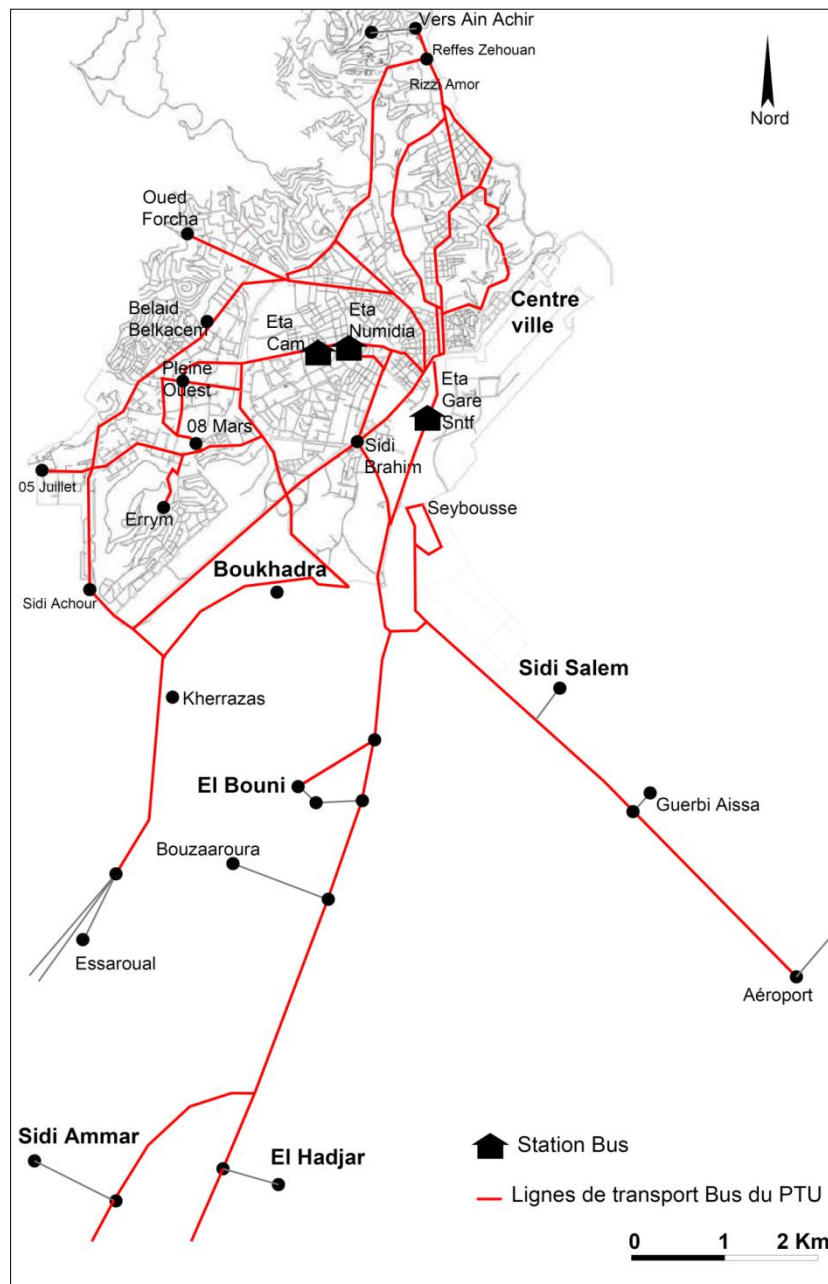 Vers Ain Achir
Reffes Zehouan
Rizzi Amor
Nord
Oued
Forcha
Centre
ville
Belaid
Belkacem
Eta
Cam
Eta
Numidia
Pleine
Ouest
Eta
Gare
Sntf
08 Mars
Sidi
Brahim
05 Juillet
Errym
Seybousse
Boukhadra
Sidi Achour
Sidi Salem
Kherrazas
El Bouni
Guerbi Aissa
Bouzaaroura
Essaroual
Aéroport
Sidi Ammar
El Hadjar
Station Bus
Lignes de transport Bus du PTU
0 1 2 Km